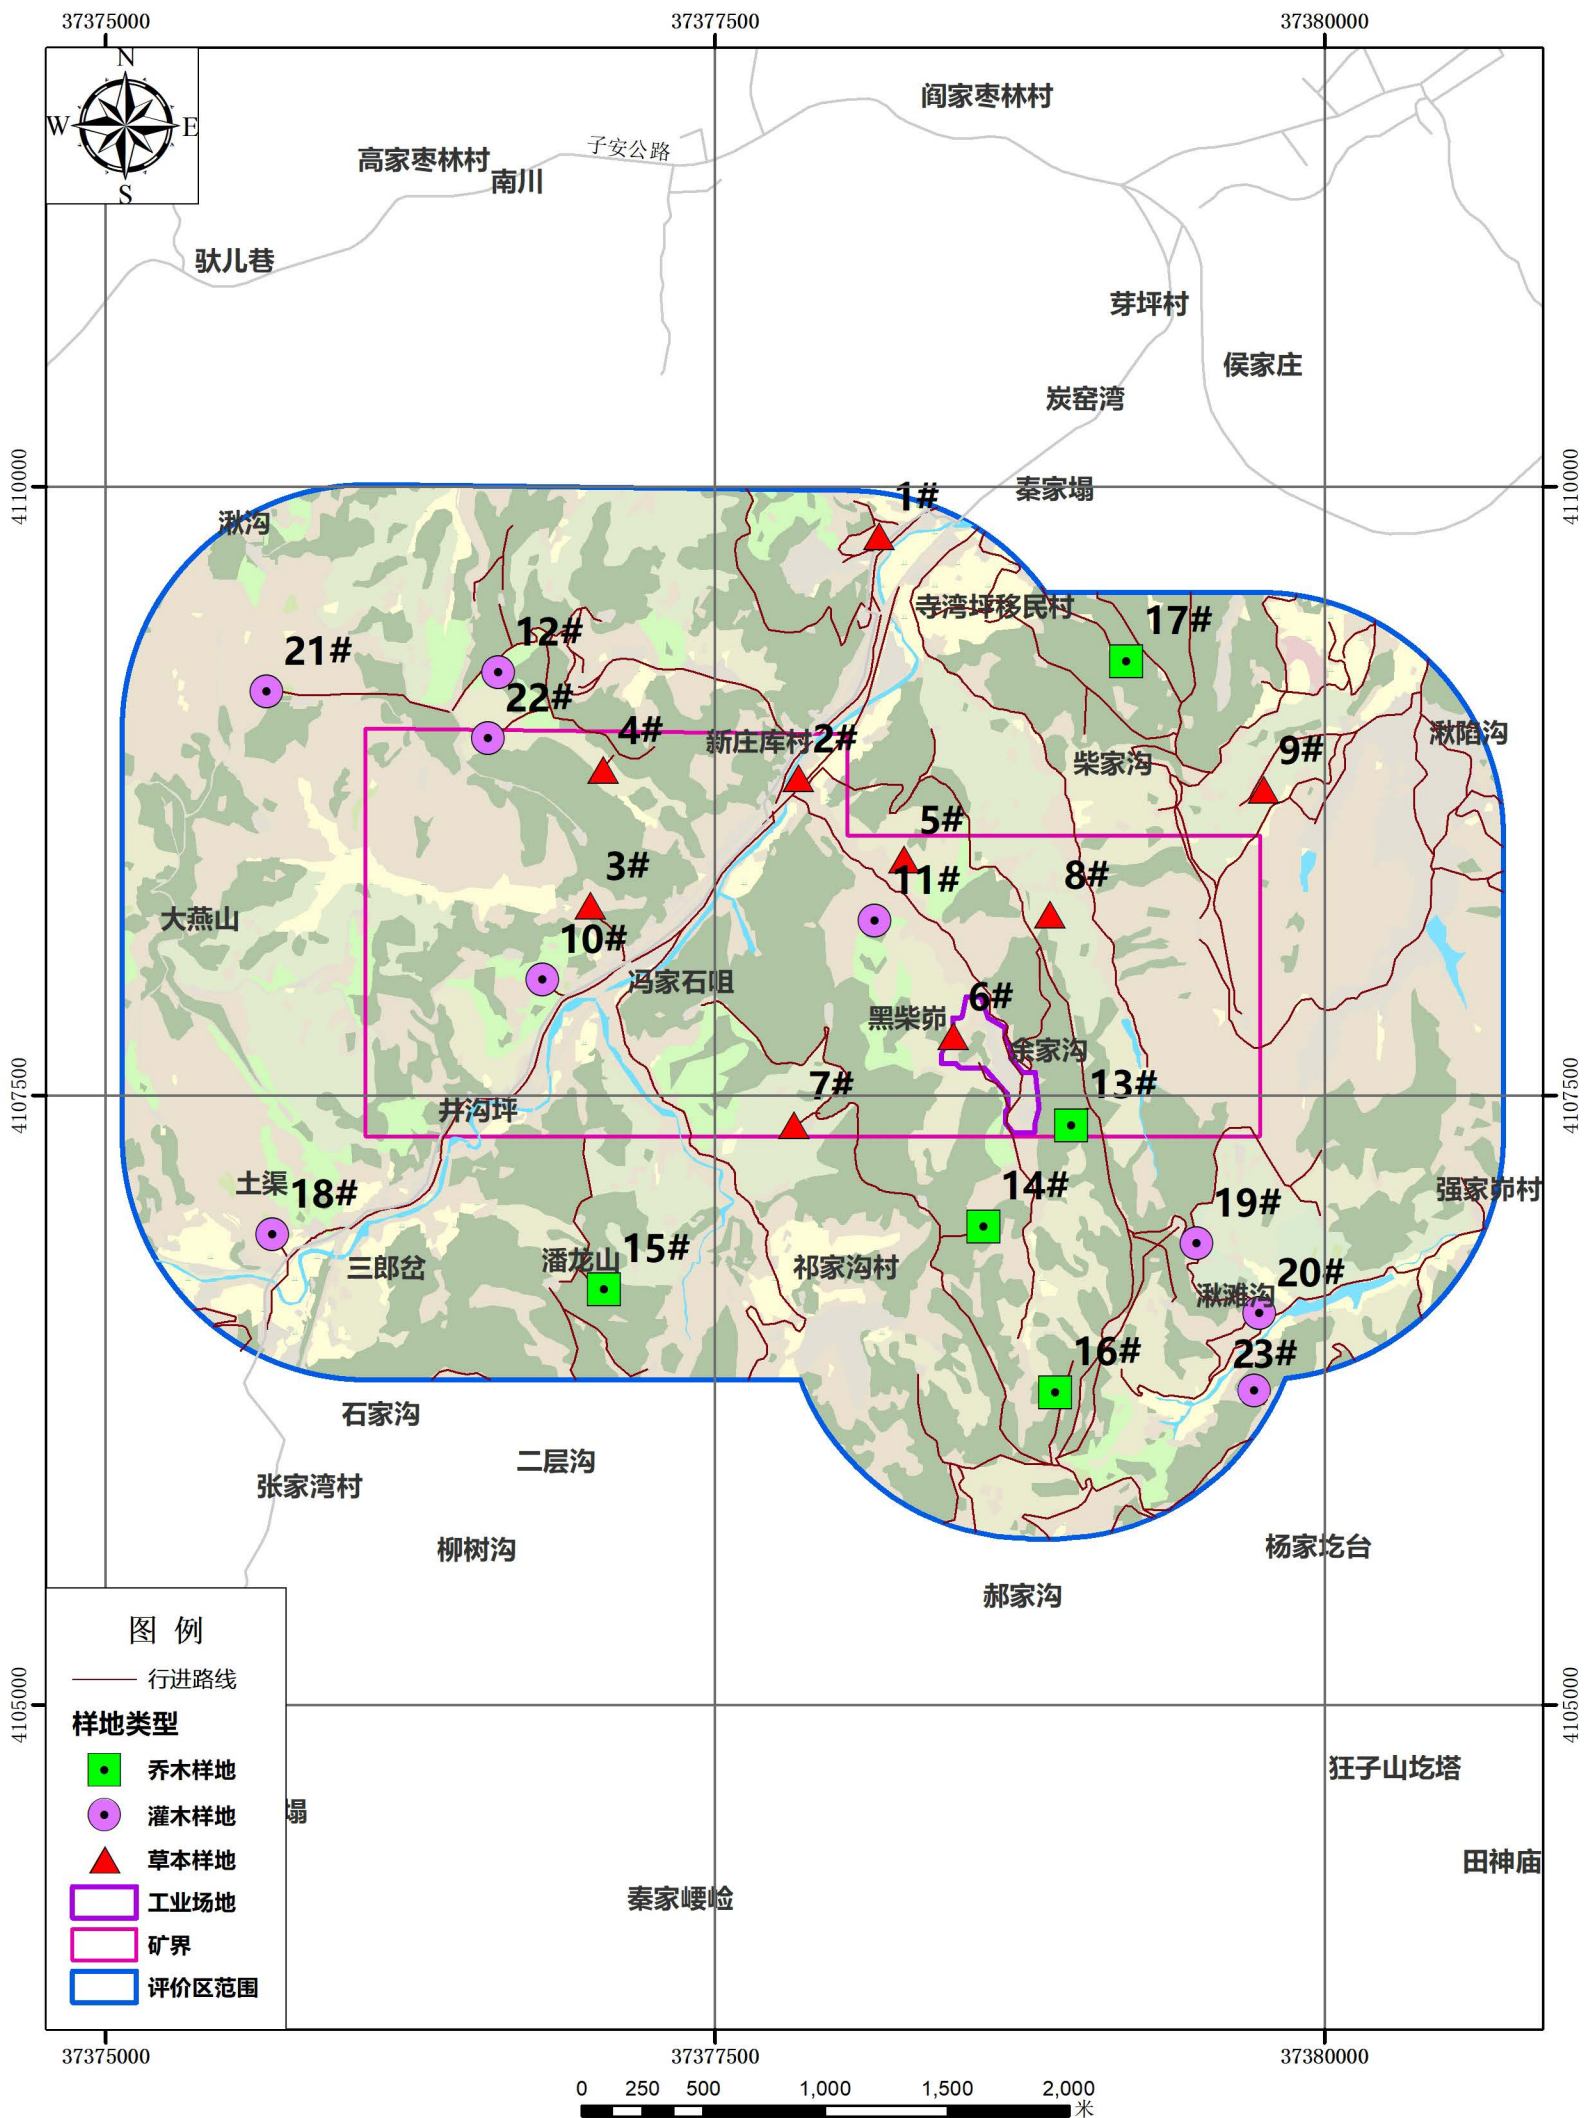 37375000
37377500
37380000
N
W
E
S
阎家枣林村
子安公路
高家枣林村
南川
驮儿巷
芽坪村
侯家庄
炭窑湾
4110000
4110000
秦家塌
1#
湫沟
寺湾坪移民村
17#
12#
21#
22#
4#
新庄库村
2#
湫陷沟
柴家沟
9#
5#
3#
11#
8#
大燕山
10#
冯家石咀
6#
黑柴峁
余家沟
4107500
4107500
7#
13#
井沟坪
土渠
18#
14#
强家峁村
19#
15#
潘龙山
三郎岔
祁家沟村
20#
湫滩沟
16#
23#
石家沟
二层沟
张家湾村
柳树沟
杨家圪台
郝家沟
图 例
行进路线
样地类型
乔木样地
灌木样地
草本样地
工业场地
矿界
评价区范围
4105000
4105000
狂子山圪塔
塌
田神庙
秦家崾崄
37375000
37377500
37380000
0 250 500 1,000 1,500 2,000
米